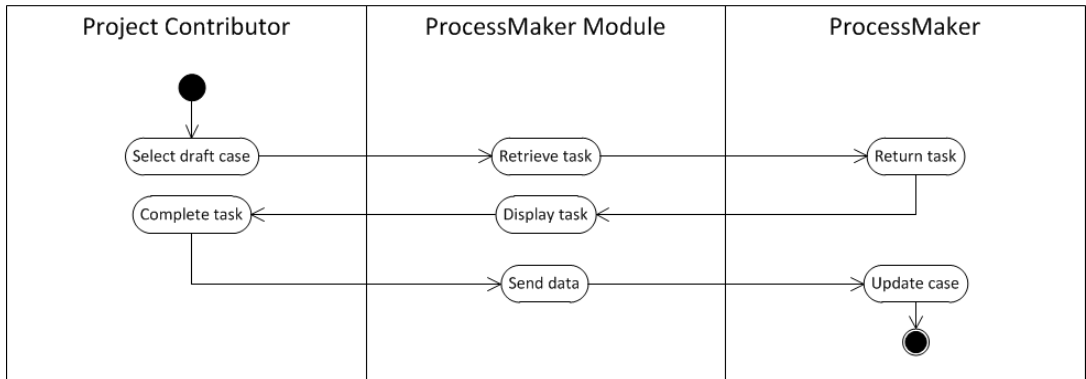 Project Contributor
ProcessMaker Module
ProcessMaker
Select draft case
Retrieve task
Return task
Complete task
Display task
Send data
Update case